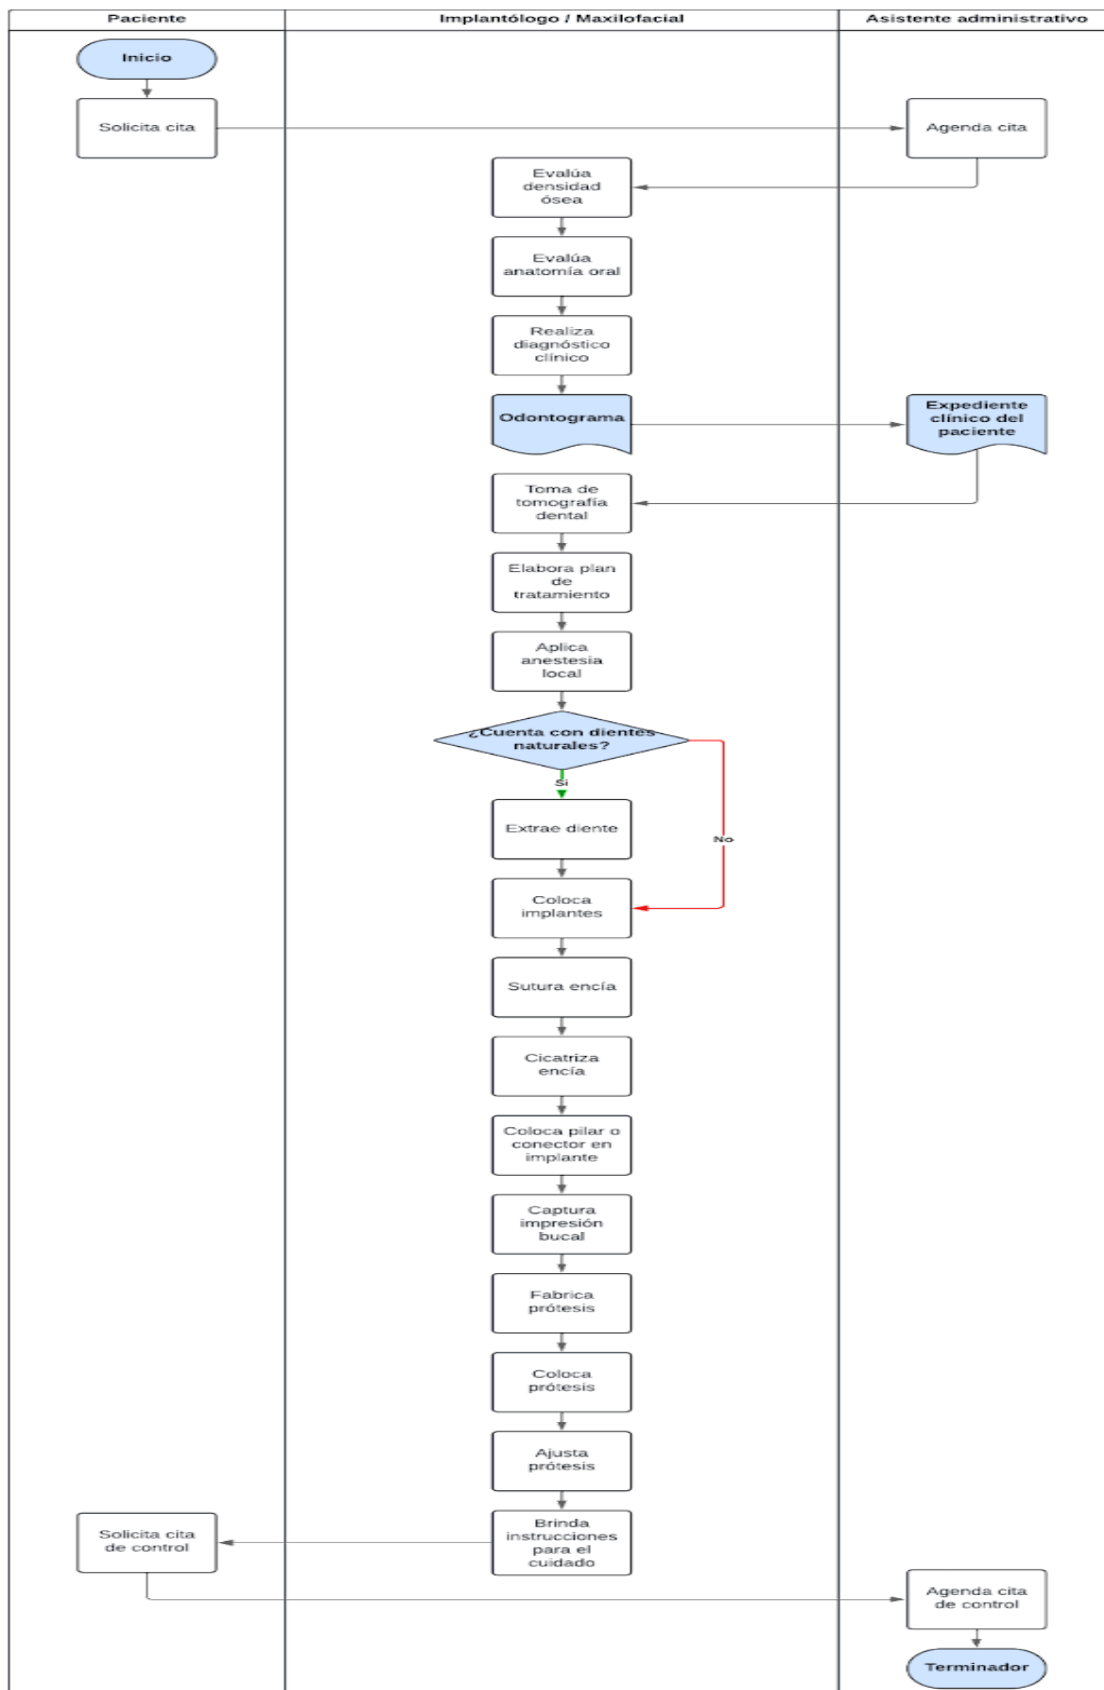 Paciente
Implantólogo / Maxilofacial
Asistente administrativo
Inicio
Solicita cita
Agenda cita
Evalúa
densidad
ósea
Evalúa
anatomía oral
Realiza
diagnóstico
clínico
Odontograma
Expediente
clínico del
paciente
Toma de
tomografía
dental
Elabora plan
de
tratamiento
Aplica
anestesia
local
¿Cuenta con dientes
naturales?
Si
Extrae diente
No
Coloca
implantes
Sutura encía
Cicatriza
encía
Coloca pilar o
conector en
implante
Captura
impresión
bucal
Fabrica
prótesis
Coloca
prótesis
Ajusta
prótesis
Brinda
instrucciones
para el
cuidado
Solicita cita
de control
Agenda cita
de control
Terminador